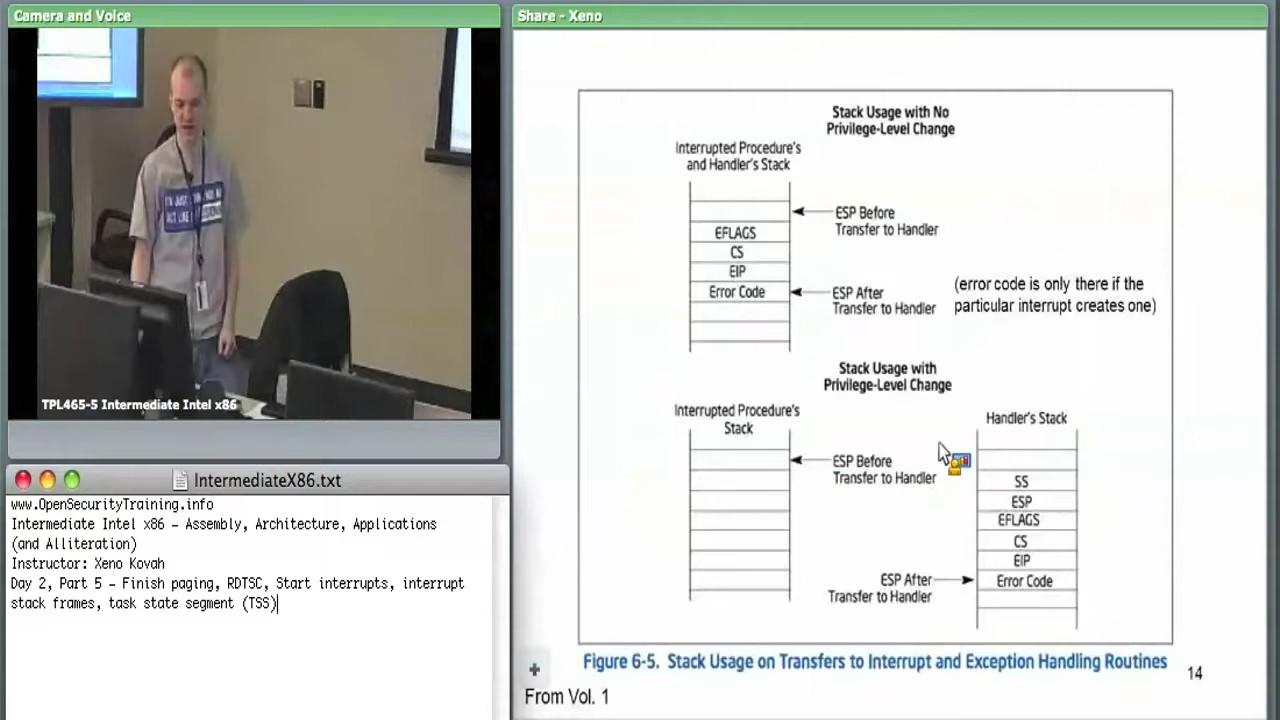 Camera and Voice
TPL465-5 Intermediate Intel x86
IntermediateX86.txt
www.OpenSecurityTraining.info
Intermediate Intel x86 – Assembly, Architecture, Applications
(and Alliteration)
Instructor: Xeno Kovah
Day 2, Part 5 – Finish paging, RDTSC, Start interrupts, interrupt
stack frames, task state segment (TSS)
Share - Xeno
Stack Usage with No
Privilege-Level Change
Interrupted Procedure's
and Handler's Stack
ESP Before
Transfer to Handler
EFLAGS
CS
EIP
Error Code
ESP After
Transfer to Handler
(error code is only there if the
particular interrupt creates one)
Stack Usage with
Privilege-Level Change
Interrupted Procedure's
Stack
Handler's Stack
ESP Before
Transfer to Handler
SS
ESP
EFLAGS
CS
EIP
Error Code
ESP After
Transfer to Handler
Figure 6-5. Stack Usage on Transfers to Interrupt and Exception Handling Routines
14
From Vol. 1